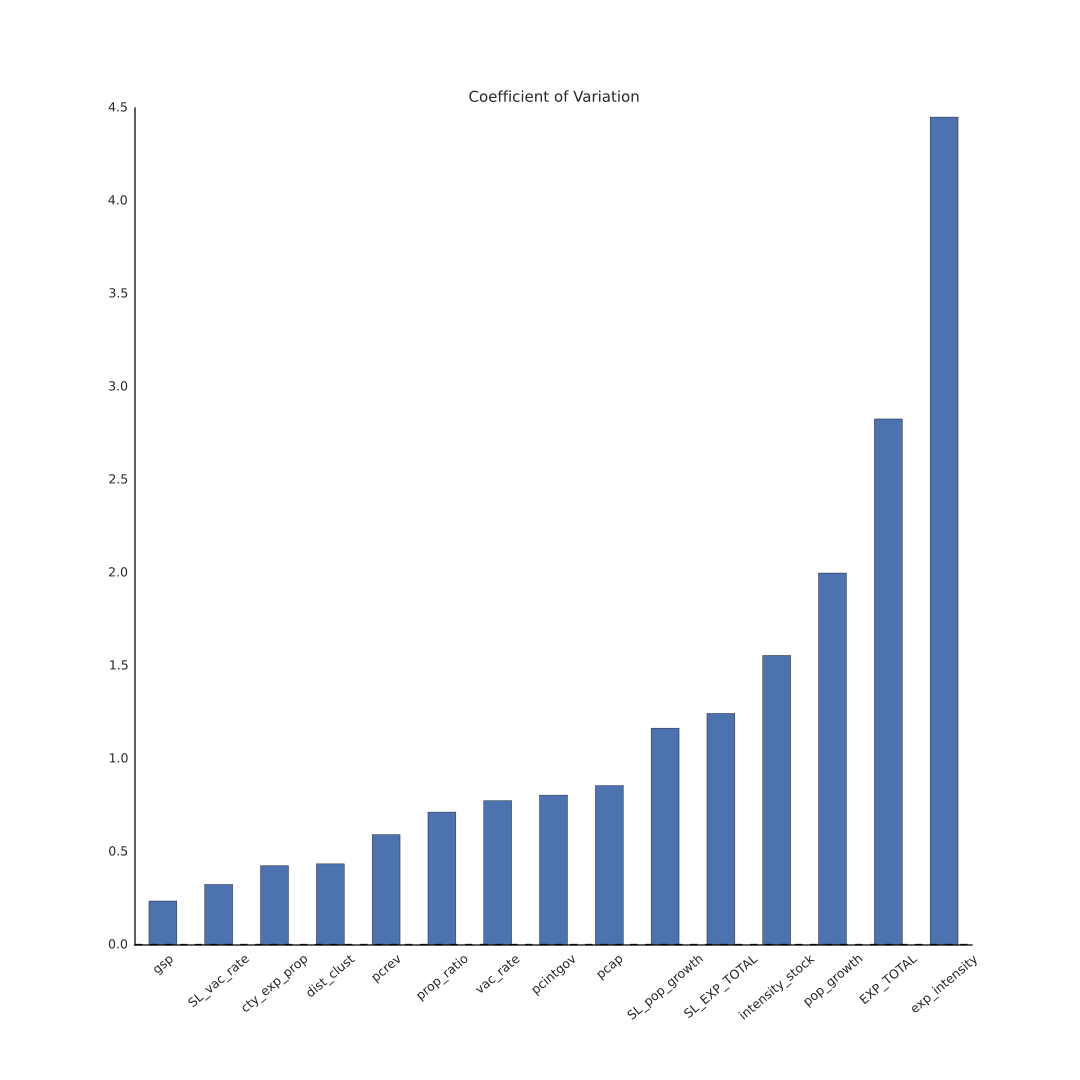 Coefficient of Variation
4.5
4.0
3.5
3.0
2.5
2.0
1.5
1.0
0.5
0.0
gsp
SL_vac_rate
cty_exp_prop
dist_clust
pcrev
prop_ratio
vac_rate
pcintgov
pcap
SL_pop_growth
SL_EXP_TOTAL
intensity_stock
pop_growth
EXP_TOTAL
exp_intensity